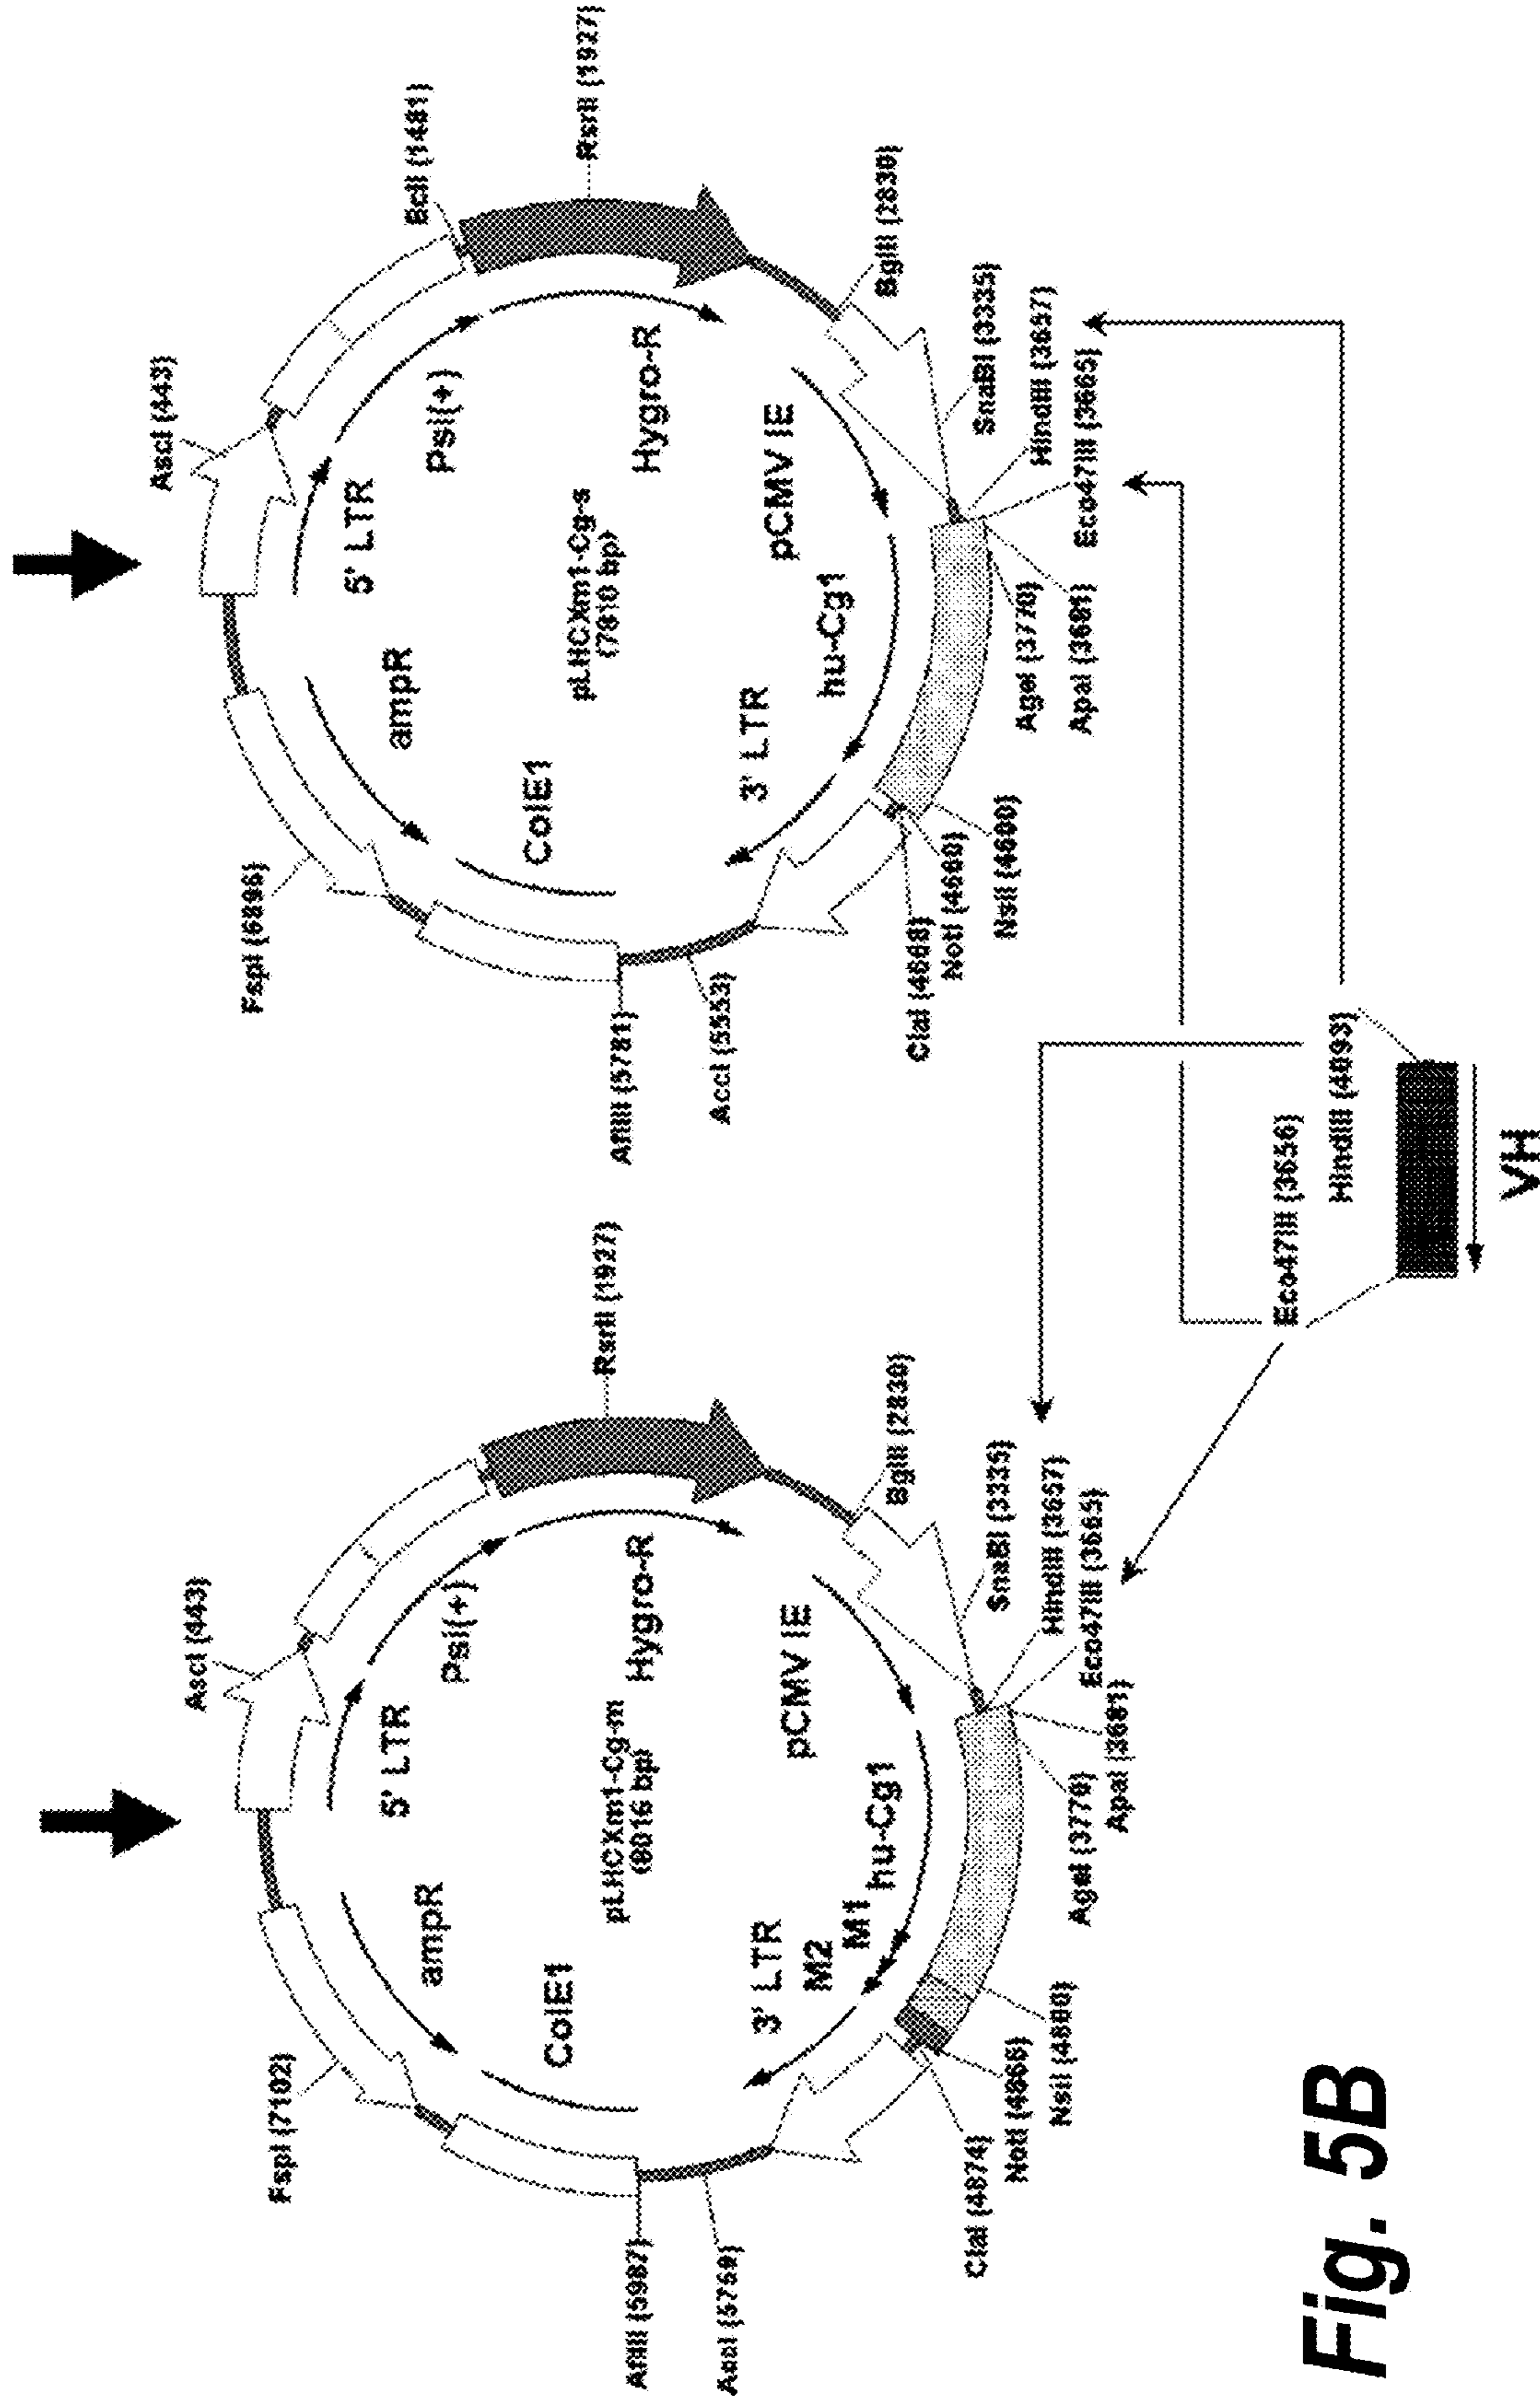 AscI (443)
5' LTR
Psi(+)
RsrII (1927)
Hygro-R
BglII (2830)
pCMV IE
SnaBI (3335)
HindIII (3657)
Eco47III (3665)
ApaI (3681)
AgeI (3770)
hu-Cg1
M1
M2
3' LTR
NsiI (4600)
NotI (4866)
ClaI (4874)
AccI (5759)
AflIII (5987)
ColE1
FspI (7102)
ampR
pLHCXm1-Cg-m
(8016 bp)
AscI (443)
5' LTR
Psi(+)
BclI (1481)
RsrII (1927)
Hygro-R
BglII (2830)
pCMV IE
SnaBI (3335)
HindIII (3657)
Eco47III (3665)
ApaI (3681)
AgeI (3770)
hu-Cg1
3' LTR
NsiI (4600)
NotI (4660)
ClaI (4668)
AccI (5553)
AflIII (5781)
ColE1
FspI (6896)
ampR
pLHCXm1-Cg-s
(7810 bp)
Eco47III (3656)
HindIII (4093)
VH
Fig. 5B